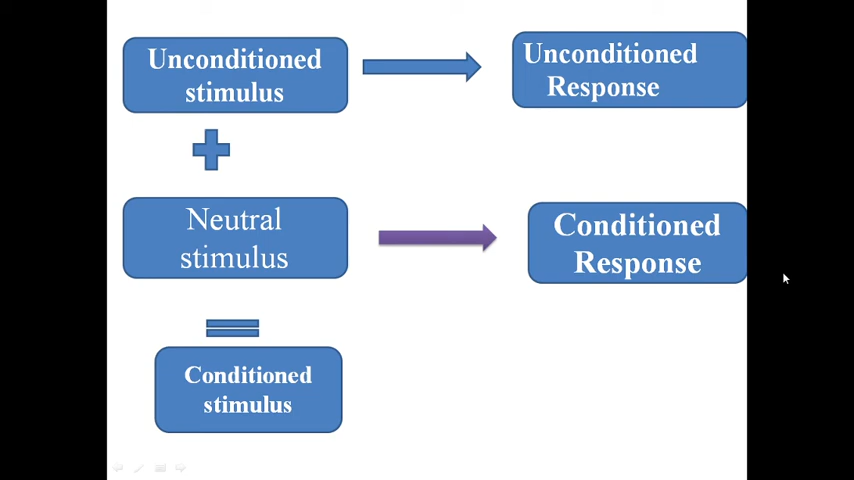 Unconditioned
stimulus
Unconditioned
Response
Neutral
stimulus
Conditioned
Response
Conditioned
stimulus